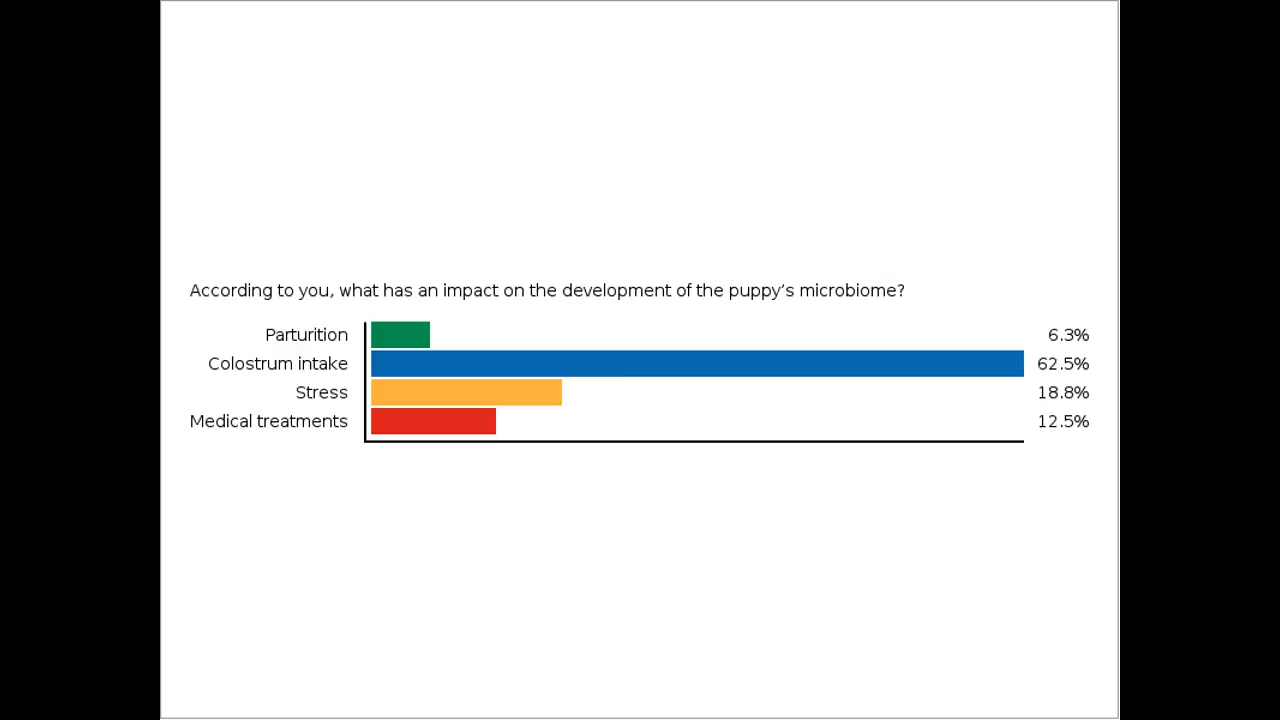 According to you, what has an impact on the development of the puppy’s microbiome?
Parturition 6.3%
Colostrum intake 62.5%
Stress 18.8%
Medical treatments 12.5%